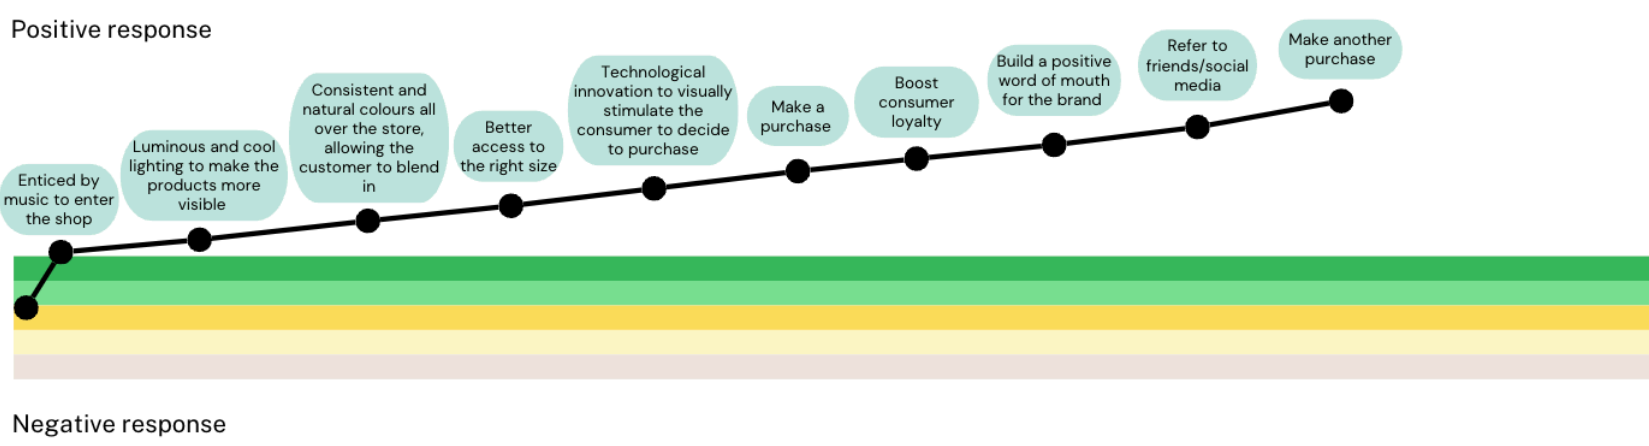 Positive response
Enticed by
music to enter
the shop
Luminous and cool
lighting to make the
products more
visible
Consistent and
natural colours all
over the store,
allowing the
customer to blend
in
Better
access to
the right size
Technological
innovation to visually
stimulate the
consumer to decide
to purchase
Make a
purchase
Boost
consumer
loyalty
Build a positive
word of mouth
for the brand
Refer to
friends/social
media
Make another
purchase
Negative response